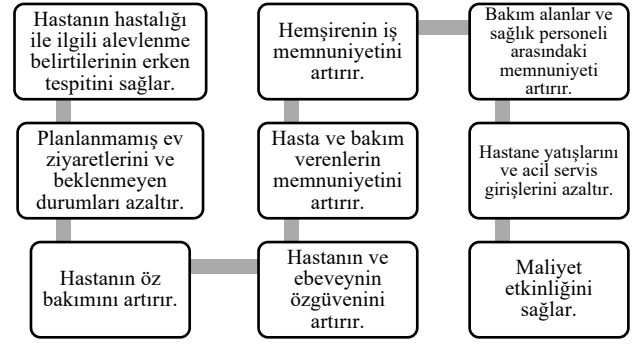 Hastanın hastalığı
ile ilgili alevlenme
belirtilerinin erken
tespitini sağlar.
Planlanmamış ev
ziyaretlerini ve
beklenmeyen
durumları azaltır.
Hastanın öz
bakımını artırır.
Hastanın ve
ebeveynin
özgüvenini
artırır.
Hasta ve bakım
verenlerin
memnuniyetini
artırır.
Hemşirenin iş
memnuniyetini
artırır.
Bakım alanlar ve
sağlık personeli
arasındaki
memnuniyeti
artırır.
Hastane yatışlarını
ve acil servis
girişlerini azaltır.
Maliyet
etkinliğini
sağlar.